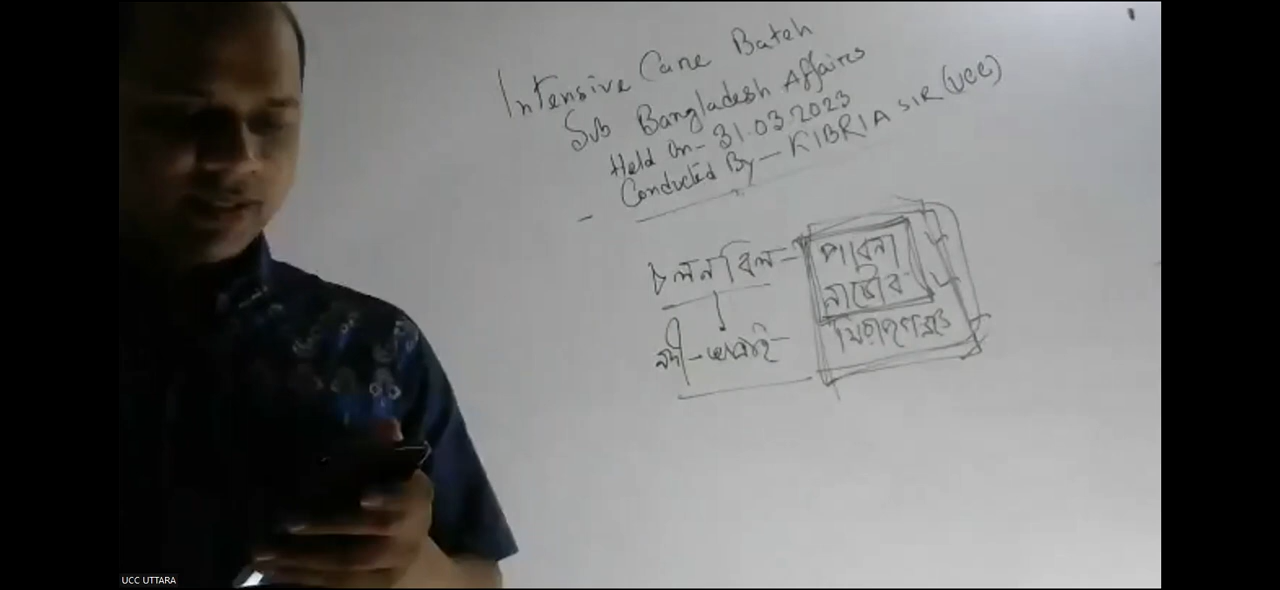 Intensive Care Batch
Sub Bangladesh Affaires
Held On - 31.03.2023
Conducted By - KIBRIA SIR (UCC)
চলনবিল - পাবনা
নাটোর
সিরাজগঞ্জ
নদী - আত্রাই
UCC UTTARA